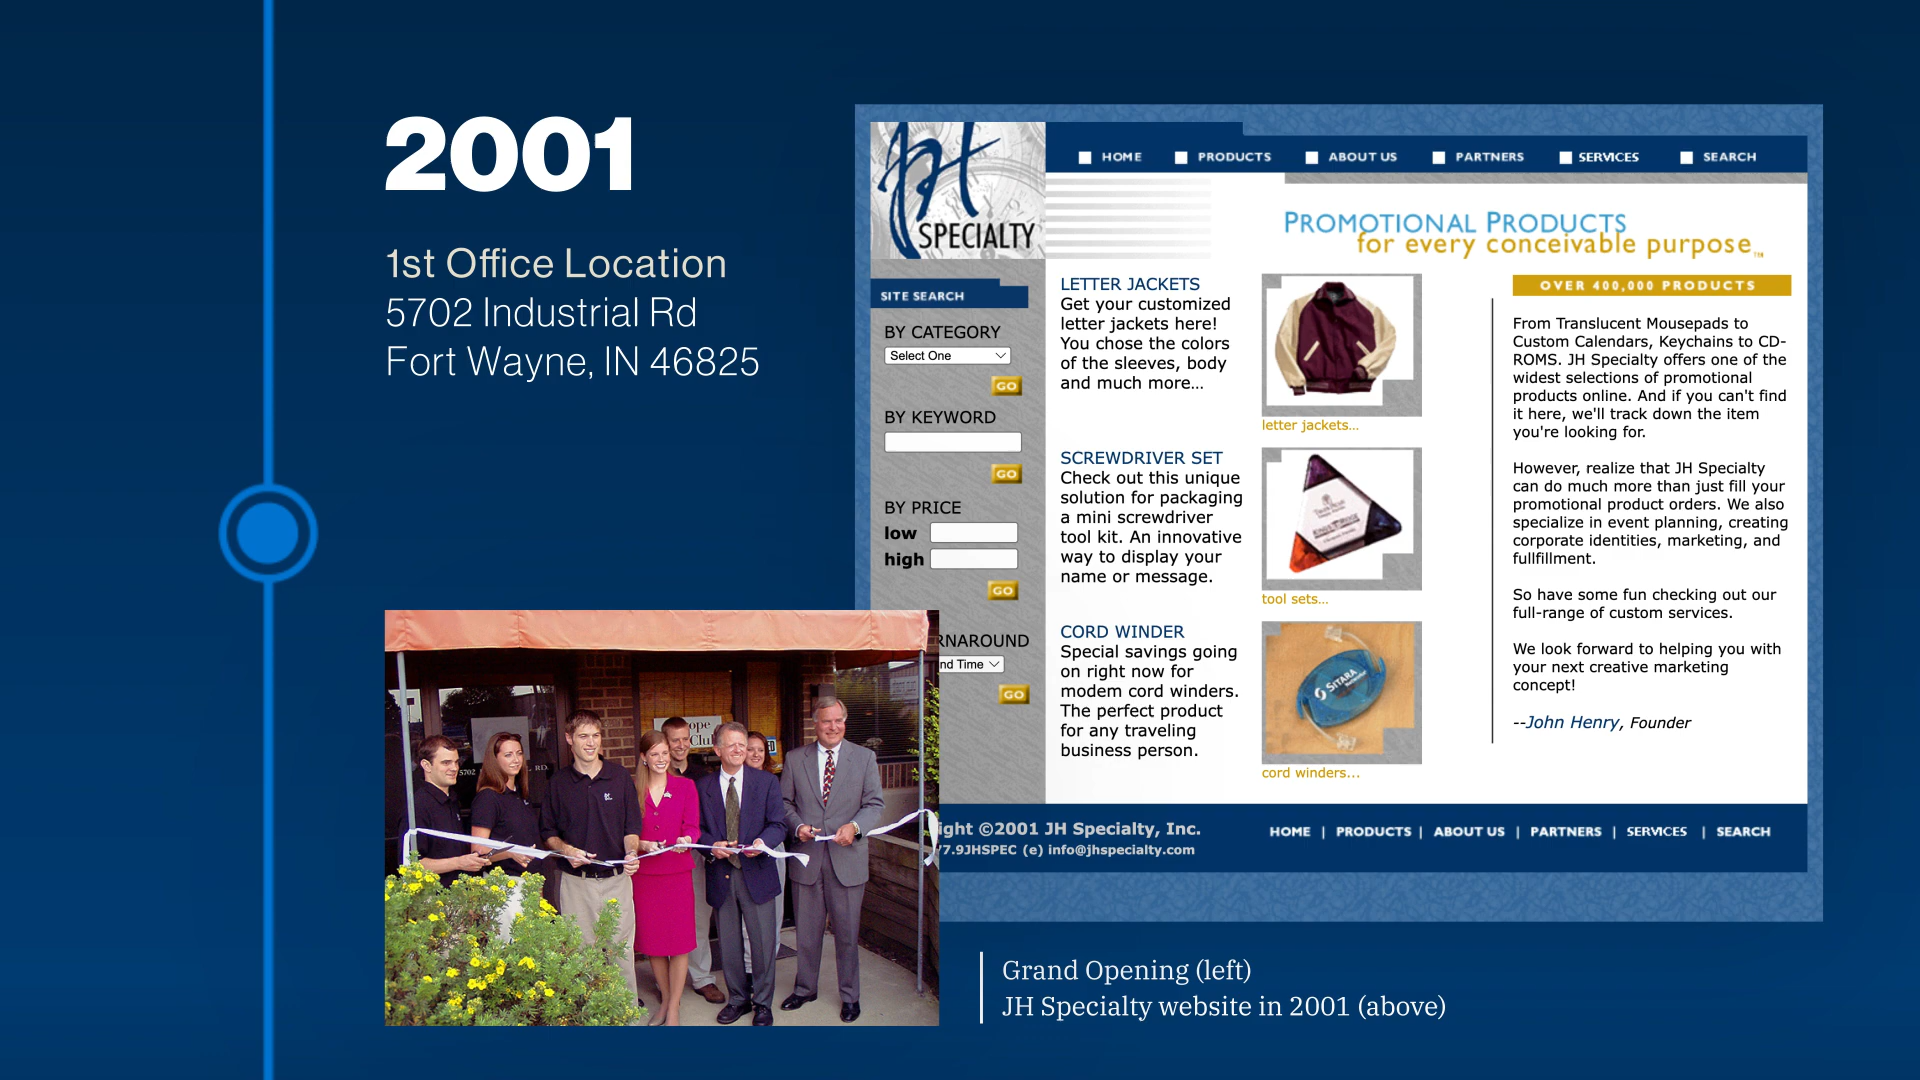 2001
1st Office Location
5702 Industrial Rd
Fort Wayne, IN 46825
JH
SPECIALTY
HOME
PRODUCTS
ABOUT US
PARTNERS
SERVICES
SEARCH
PROMOTIONAL PRODUCTS
for every conceivable purpose™
SITE SEARCH
BY CATEGORY
Select One
GO
BY KEYWORD
GO
BY PRICE
low
high
GO
RNAROUND
nd Time
GO
LETTER JACKETS
Get your customized
letter jackets here!
You chose the colors
of the sleeves, body
and much more...
letter jackets...
SCREWDRIVER SET
Check out this unique
solution for packaging
a mini screwdriver
tool kit. An innovative
way to display your
name or message.
tool sets...
CORD WINDER
Special savings going
on right now for
modem cord winders.
The perfect product
for any traveling
business person.
SITARA
cord winders...
OVER 400,000 PRODUCTS
From Translucent Mousepads to
Custom Calendars, Keychains to CD-
ROMS. JH Specialty offers one of the
widest selections of promotional
products online. And if you can't find
it here, we'll track down the item
you're looking for.
However, realize that JH Specialty
can do much more than just fill your
promotional product orders. We also
specialize in event planning, creating
corporate identities, marketing, and
fullfillment.
So have some fun checking out our
full-range of custom services.
We look forward to helping you with
your next creative marketing
concept!
--John Henry, Founder
ight ©2001 JH Specialty, Inc.
77.9JHSPEC (e) info@jhspecialty.com
HOME | PRODUCTS | ABOUT US | PARTNERS | SERVICES | SEARCH
ope
Club
5702
RD.
Grand Opening (left)
JH Specialty website in 2001 (above)